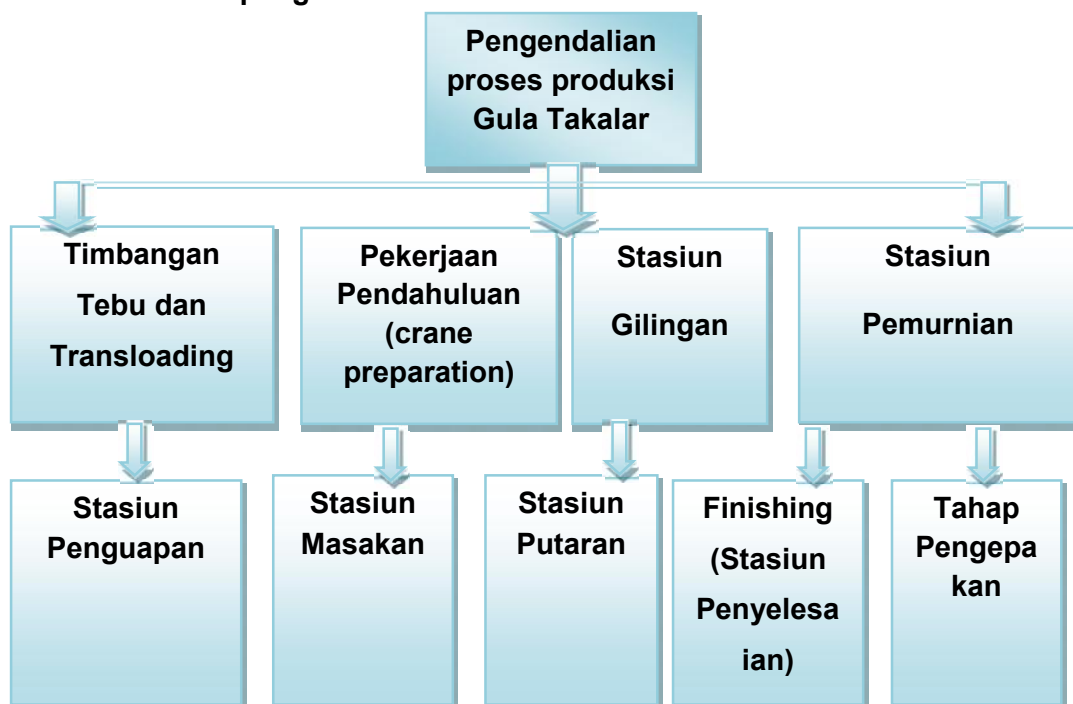 Pengendalian
proses produksi
Gula Takalar
Timbangan
Tebu dan
Transloading
Pekerjaan
Pendahuluan
(crane
preparation)
Stasiun
Gilingan
Stasiun
Pemurnian
Stasiun
Penguapan
Stasiun
Masakan
Stasiun
Putaran
Finishing
(Stasiun
Penyelesa
ian)
Tahap
Pengepa
kan